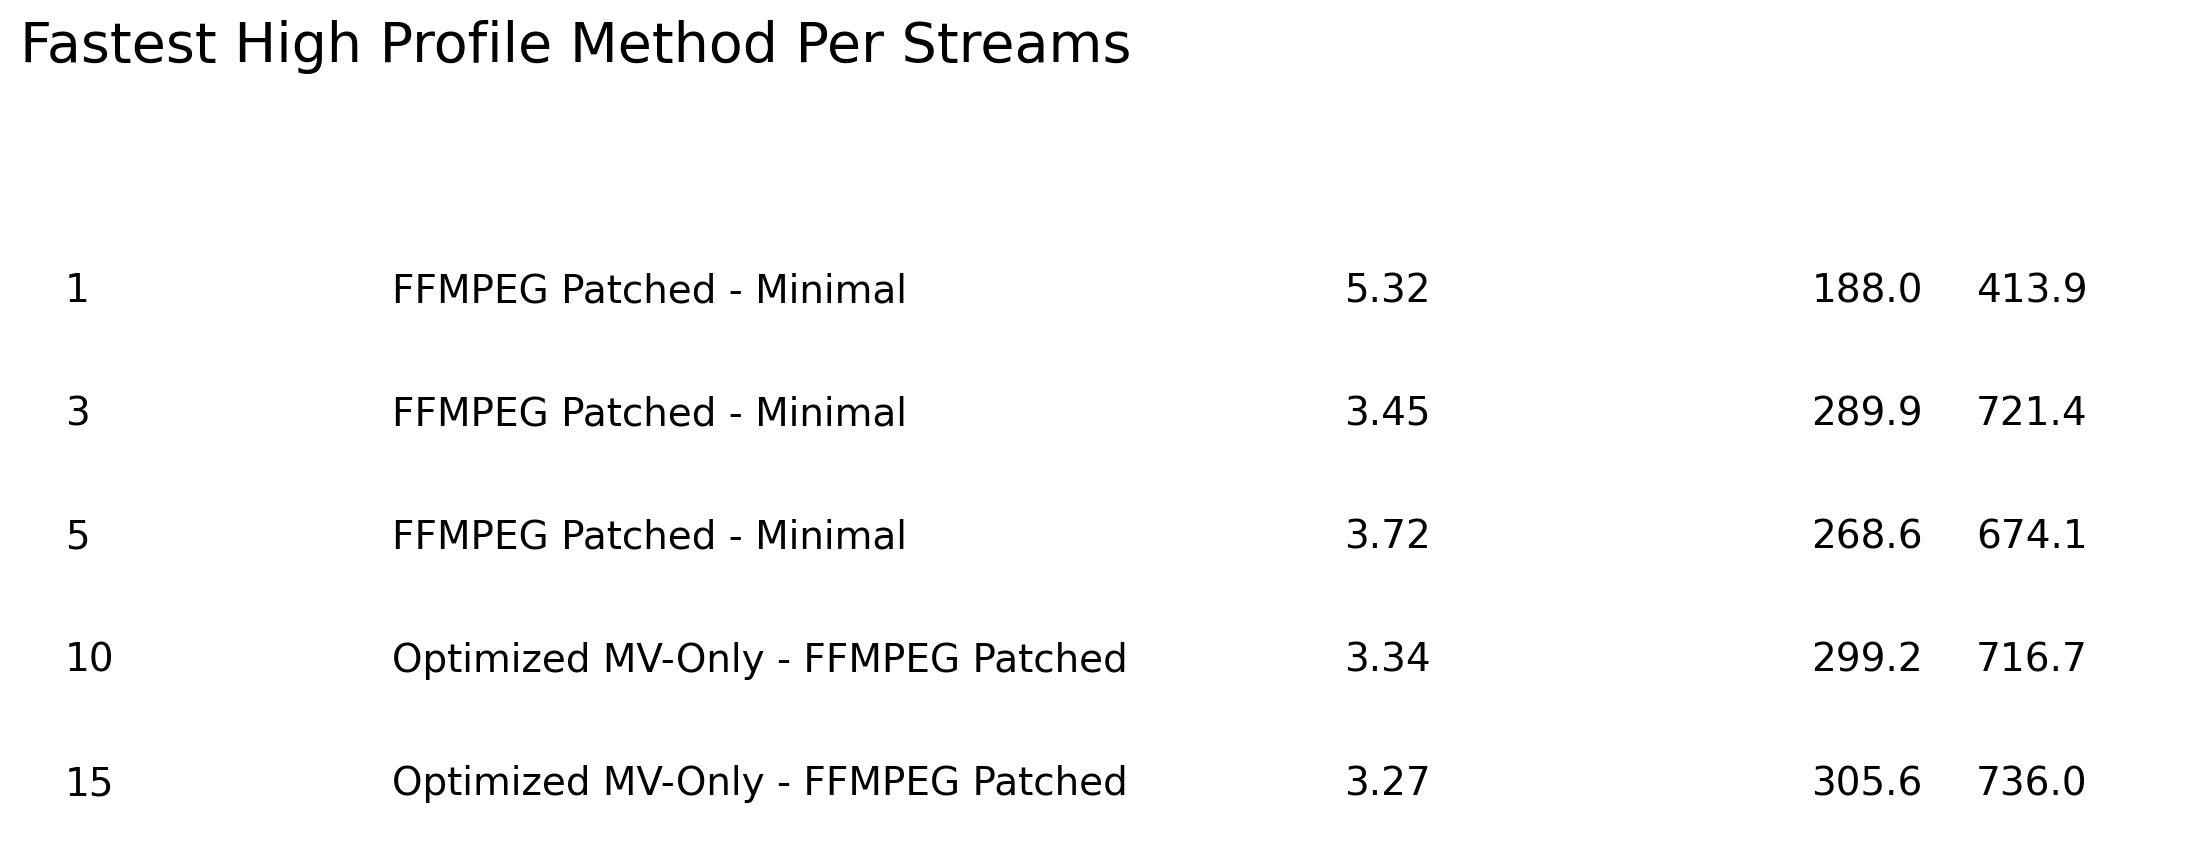 Fastest High Profile Method Per Streams
1 FFMPEG Patched - Minimal 5.32 188.0 413.9
3 FFMPEG Patched - Minimal 3.45 289.9 721.4
5 FFMPEG Patched - Minimal 3.72 268.6 674.1
10 Optimized MV-Only - FFMPEG Patched 3.34 299.2 716.7
15 Optimized MV-Only - FFMPEG Patched 3.27 305.6 736.0